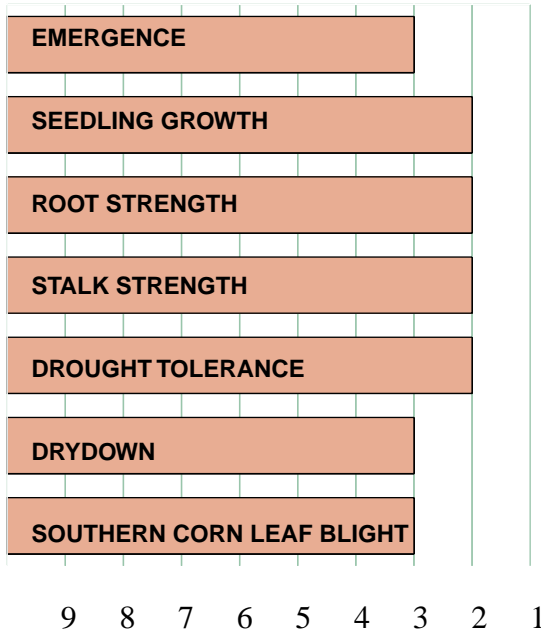 EMERGENCE
SEEDLING GROWTH
ROOT STRENGTH
STALK STRENGTH
DROUGHT TOLERANCE
DRYDOWN
SOUTHERN CORN LEAF BLIGHT
9 8 7 6 5 4 3 2 1